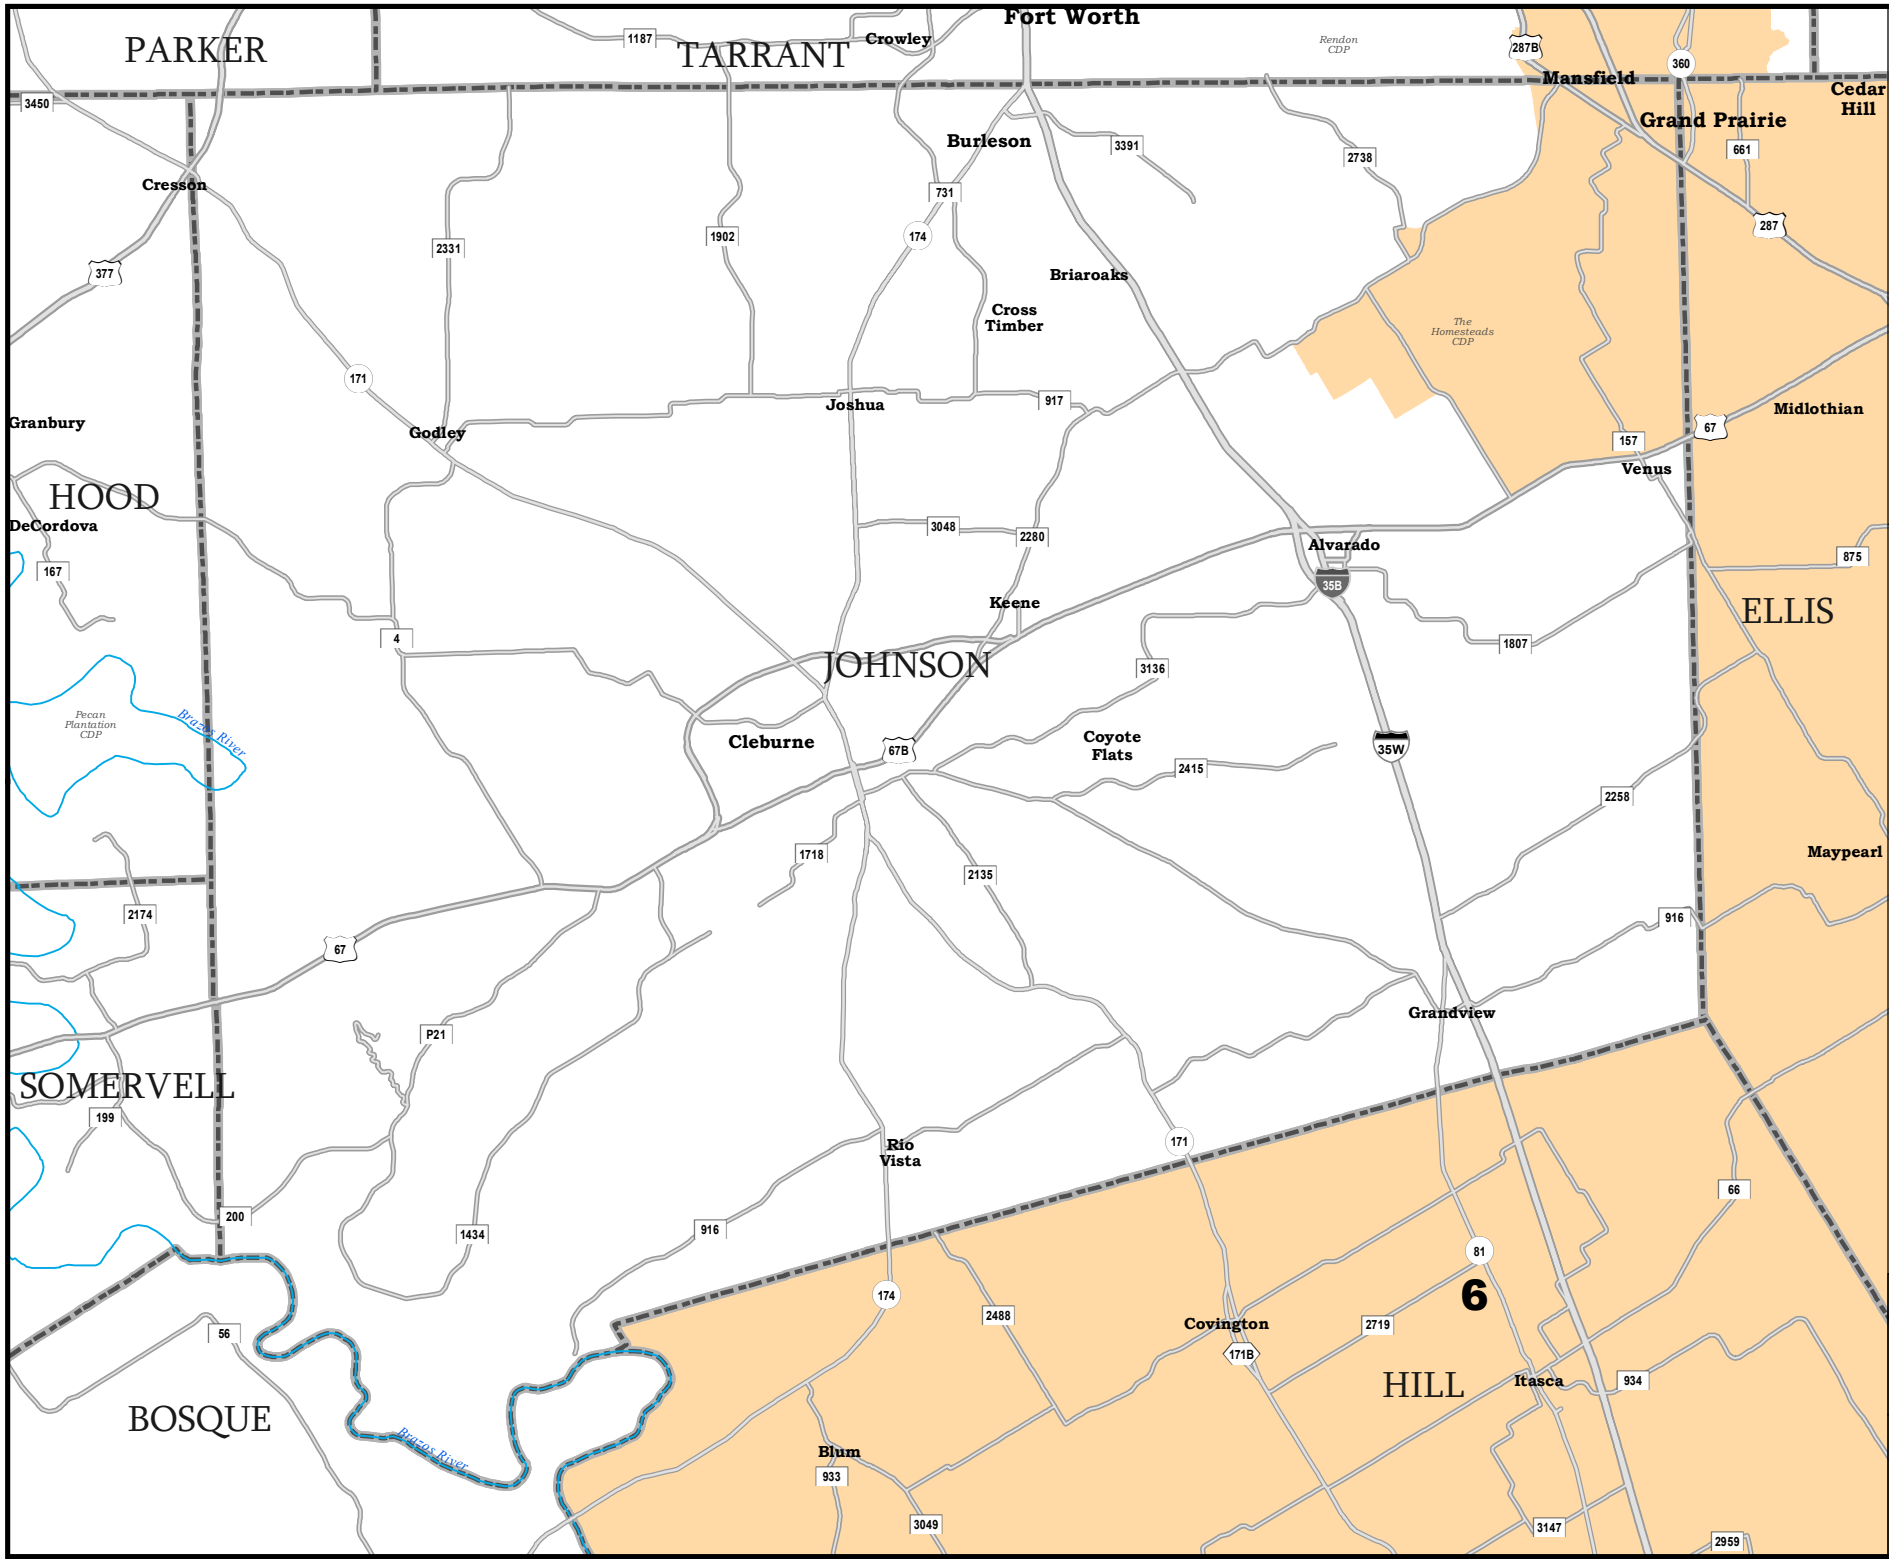 Fort Worth
PARKER
1187
TARRANT
Crowley
Rendon
CDP
287B
360
Mansfield
Cedar
Hill
3450
Grand Prairie
Burleson
3391
2738
661
Cresson
731
174
1902
2331
287
377
Briaroaks
Cross
Timber
The
Homesteads
CDP
171
917
Joshua
Midlothian
Granbury
Godley
157
67
Venus
HOOD
DeCordova
3048
2280
Alvarado
875
167
35B
Keene
ELLIS
4
JOHNSON
3136
1807
Pecan
Plantation
CDP
Brazos River
Cleburne
67B
Coyote
Flats
35W
2415
2258
1718
Maypearl
2135
2174
916
67
Grandview
P21
SOMERVELL
199
Rio
Vista
171
66
200
1434
916
81
174
6
2488
Covington
2719
56
171B
HILL
Itasca
934
BOSQUE
Brazos River
Blum
933
3049
3147
2959